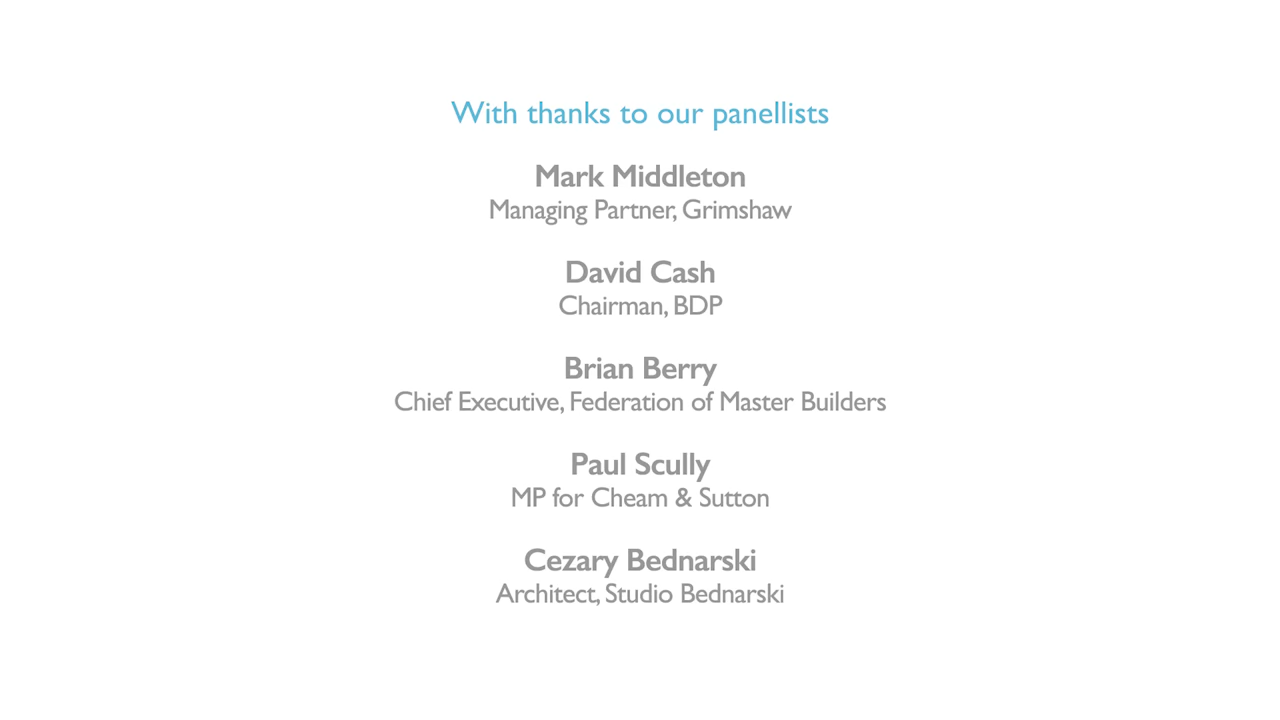 With thanks to our panellists
Mark Middleton
Managing Partner, Grimshaw
David Cash
Chairman, BDP
Brian Berry
Chief Executive, Federation of Master Builders
Paul Scully
MP for Cheam & Sutton
Cezary Bednarski
Architect, Studio Bednarski